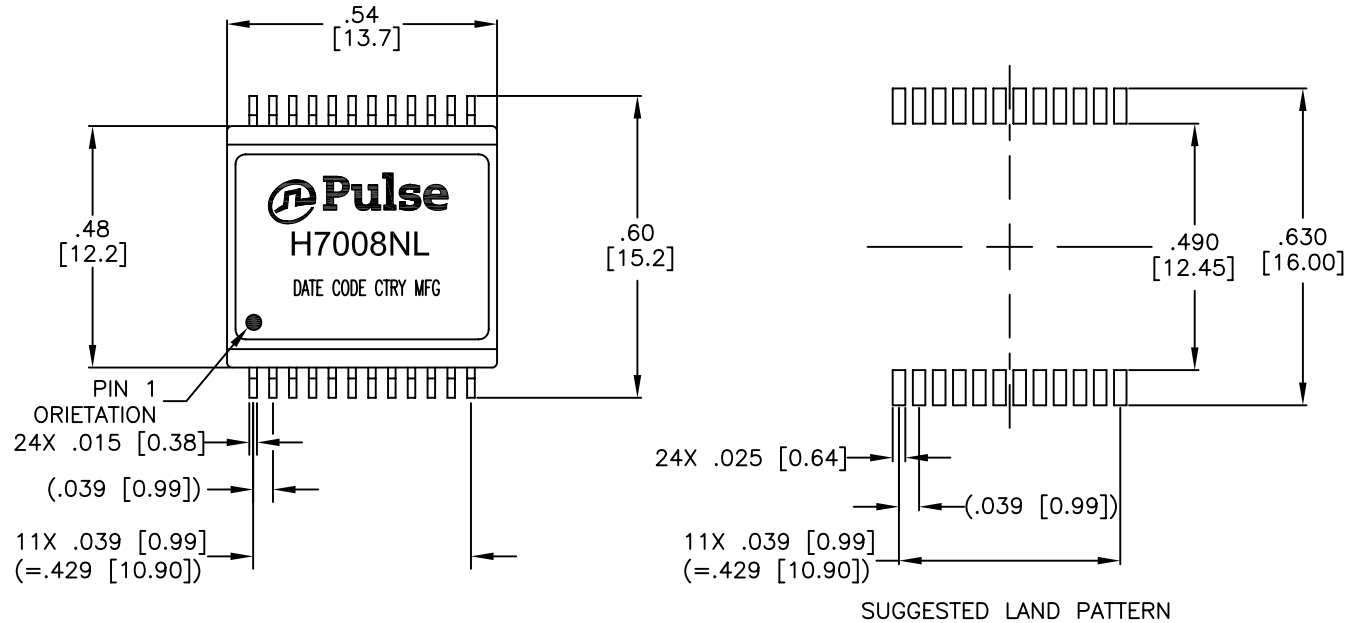 .54
[13.7]
.48
[12.2]
Pulse
H7008NL
DATE CODE CTRY MFG
.60
[15.2]
PIN 1
ORIETATION
24X .015 [0.38]
(.039 [0.99])
11X .039 [0.99]
(=.429 [10.90])
.490
[12.45]
.630
[16.00]
24X .025 [0.64]
(.039 [0.99])
11X .039 [0.99]
(=.429 [10.90])
SUGGESTED LAND PATTERN